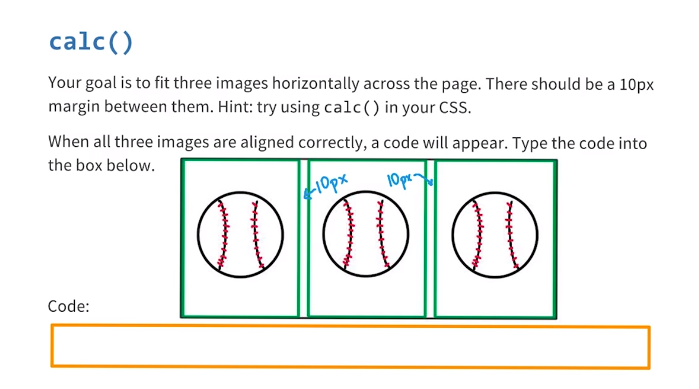 calc()
Your goal is to fit three images horizontally across the page. There should be a 10px
margin between them. Hint: try using calc() in your CSS.
When all three images are aligned correctly, a code will appear. Type the code into
the box below.
10px 10px
Code: